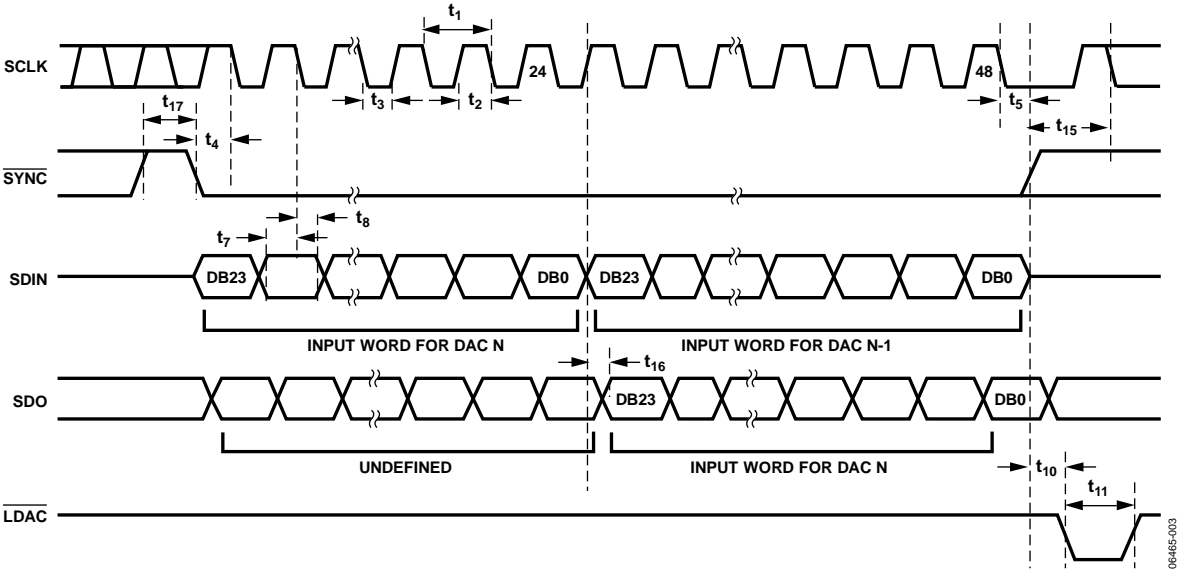 t1
SCLK
24
48
t3
t2
t5
t17
t4
t15
SYNC
t7
t8
SDIN
DB23
DB0
DB23
DB0
INPUT WORD FOR DAC N
INPUT WORD FOR DAC N-1
t16
SDO
DB23
DB0
UNDEFINED
INPUT WORD FOR DAC N
t10
t11
LDAC
06465-003